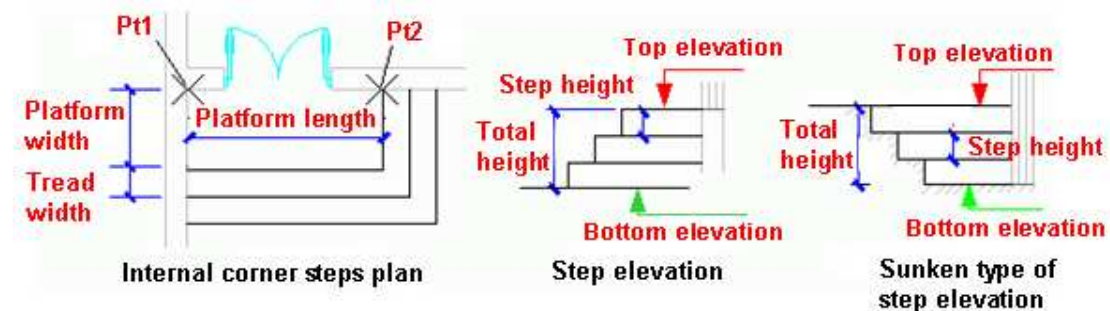 Pt1
Pt2
Platform
width
Platform length
Tread
width
Internal corner steps plan
Top elevation
Step height
Total
height
Bottom elevation
Step elevation
Top elevation
Total
height
Step height
Bottom elevation
Sunken type of
step elevation